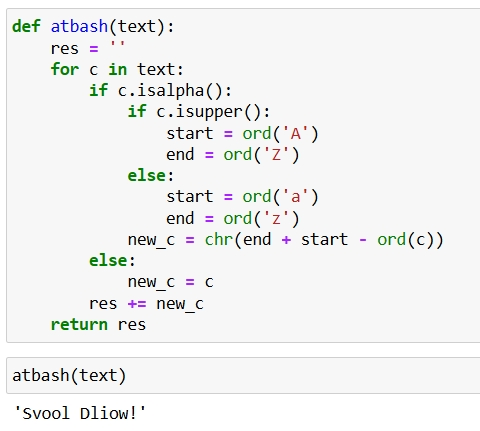 def atbash(text):
    res = ''
    for c in text:
        if c.isalpha():
            if c.isupper():
                start = ord('A')
                end = ord('Z')
            else:
                start = ord('a')
                end = ord('z')
            new_c = chr(end + start - ord(c))
        else:
            new_c = c
        res += new_c
    return res
atbash(text)
'Svool Dliow!'